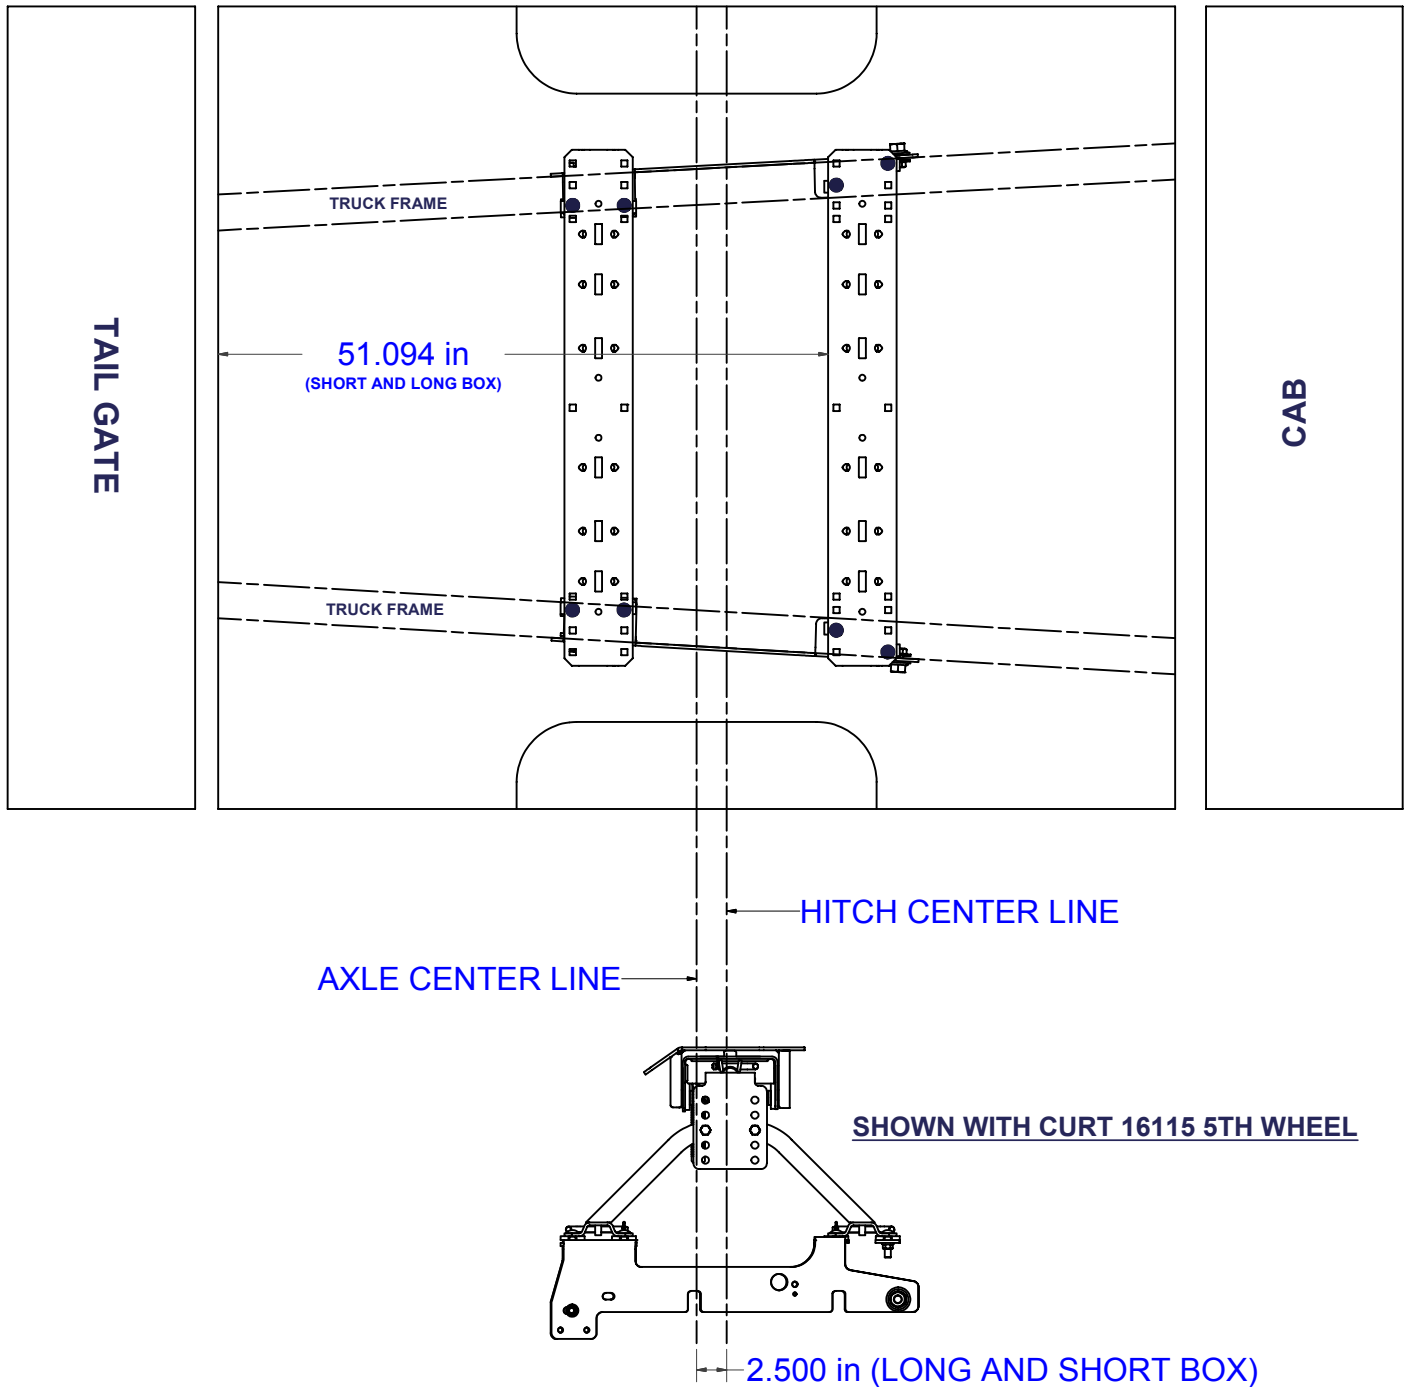 TRUCK FRAME
TAIL GATE
51.094 in
(SHORT AND LONG BOX)
CAB
TRUCK FRAME
HITCH CENTER LINE
AXLE CENTER LINE
SHOWN WITH CURT 16115 5TH WHEEL
2.500 in (LONG AND SHORT BOX)